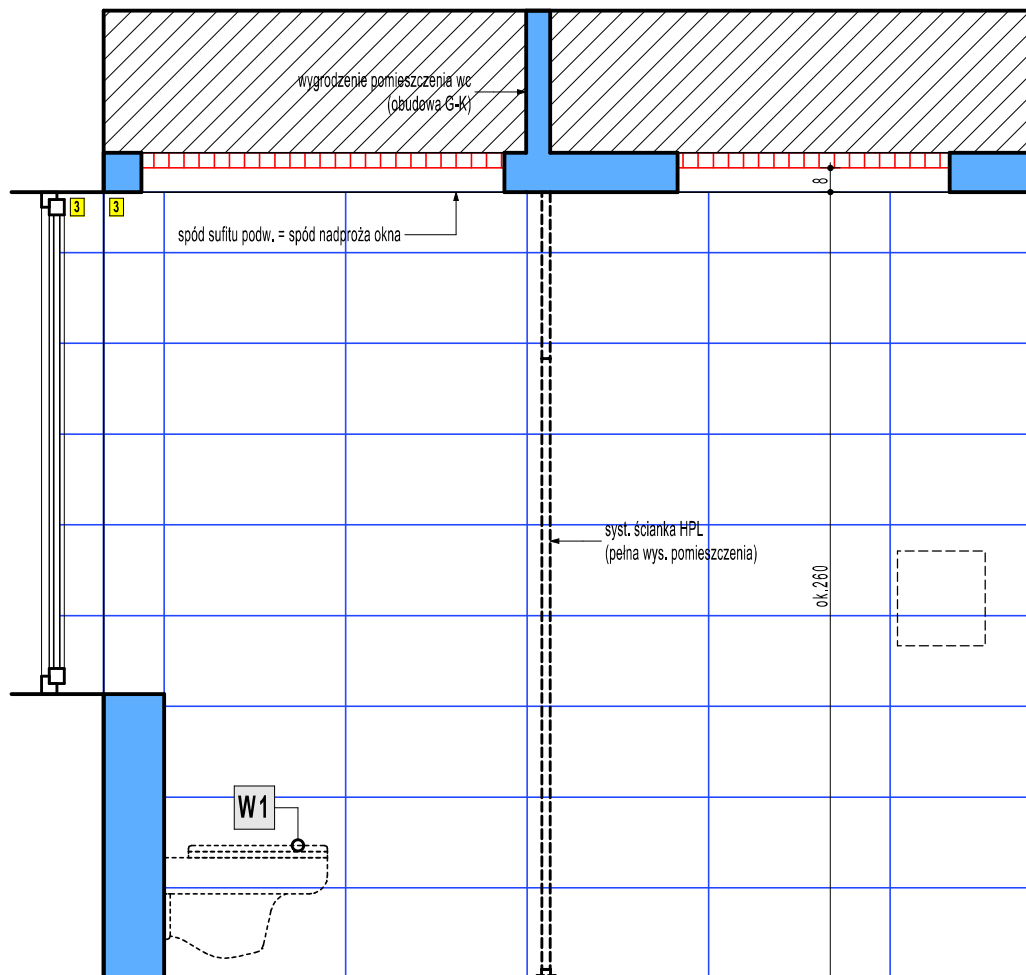 wygrodzenie pomieszczenia wc
(obudowa G-K)
8
3
3
spód sufitu podw. = spód nadproża okna
syst. ścianka HPL
(pełna wys. pomieszczenia)
ok.260
W1